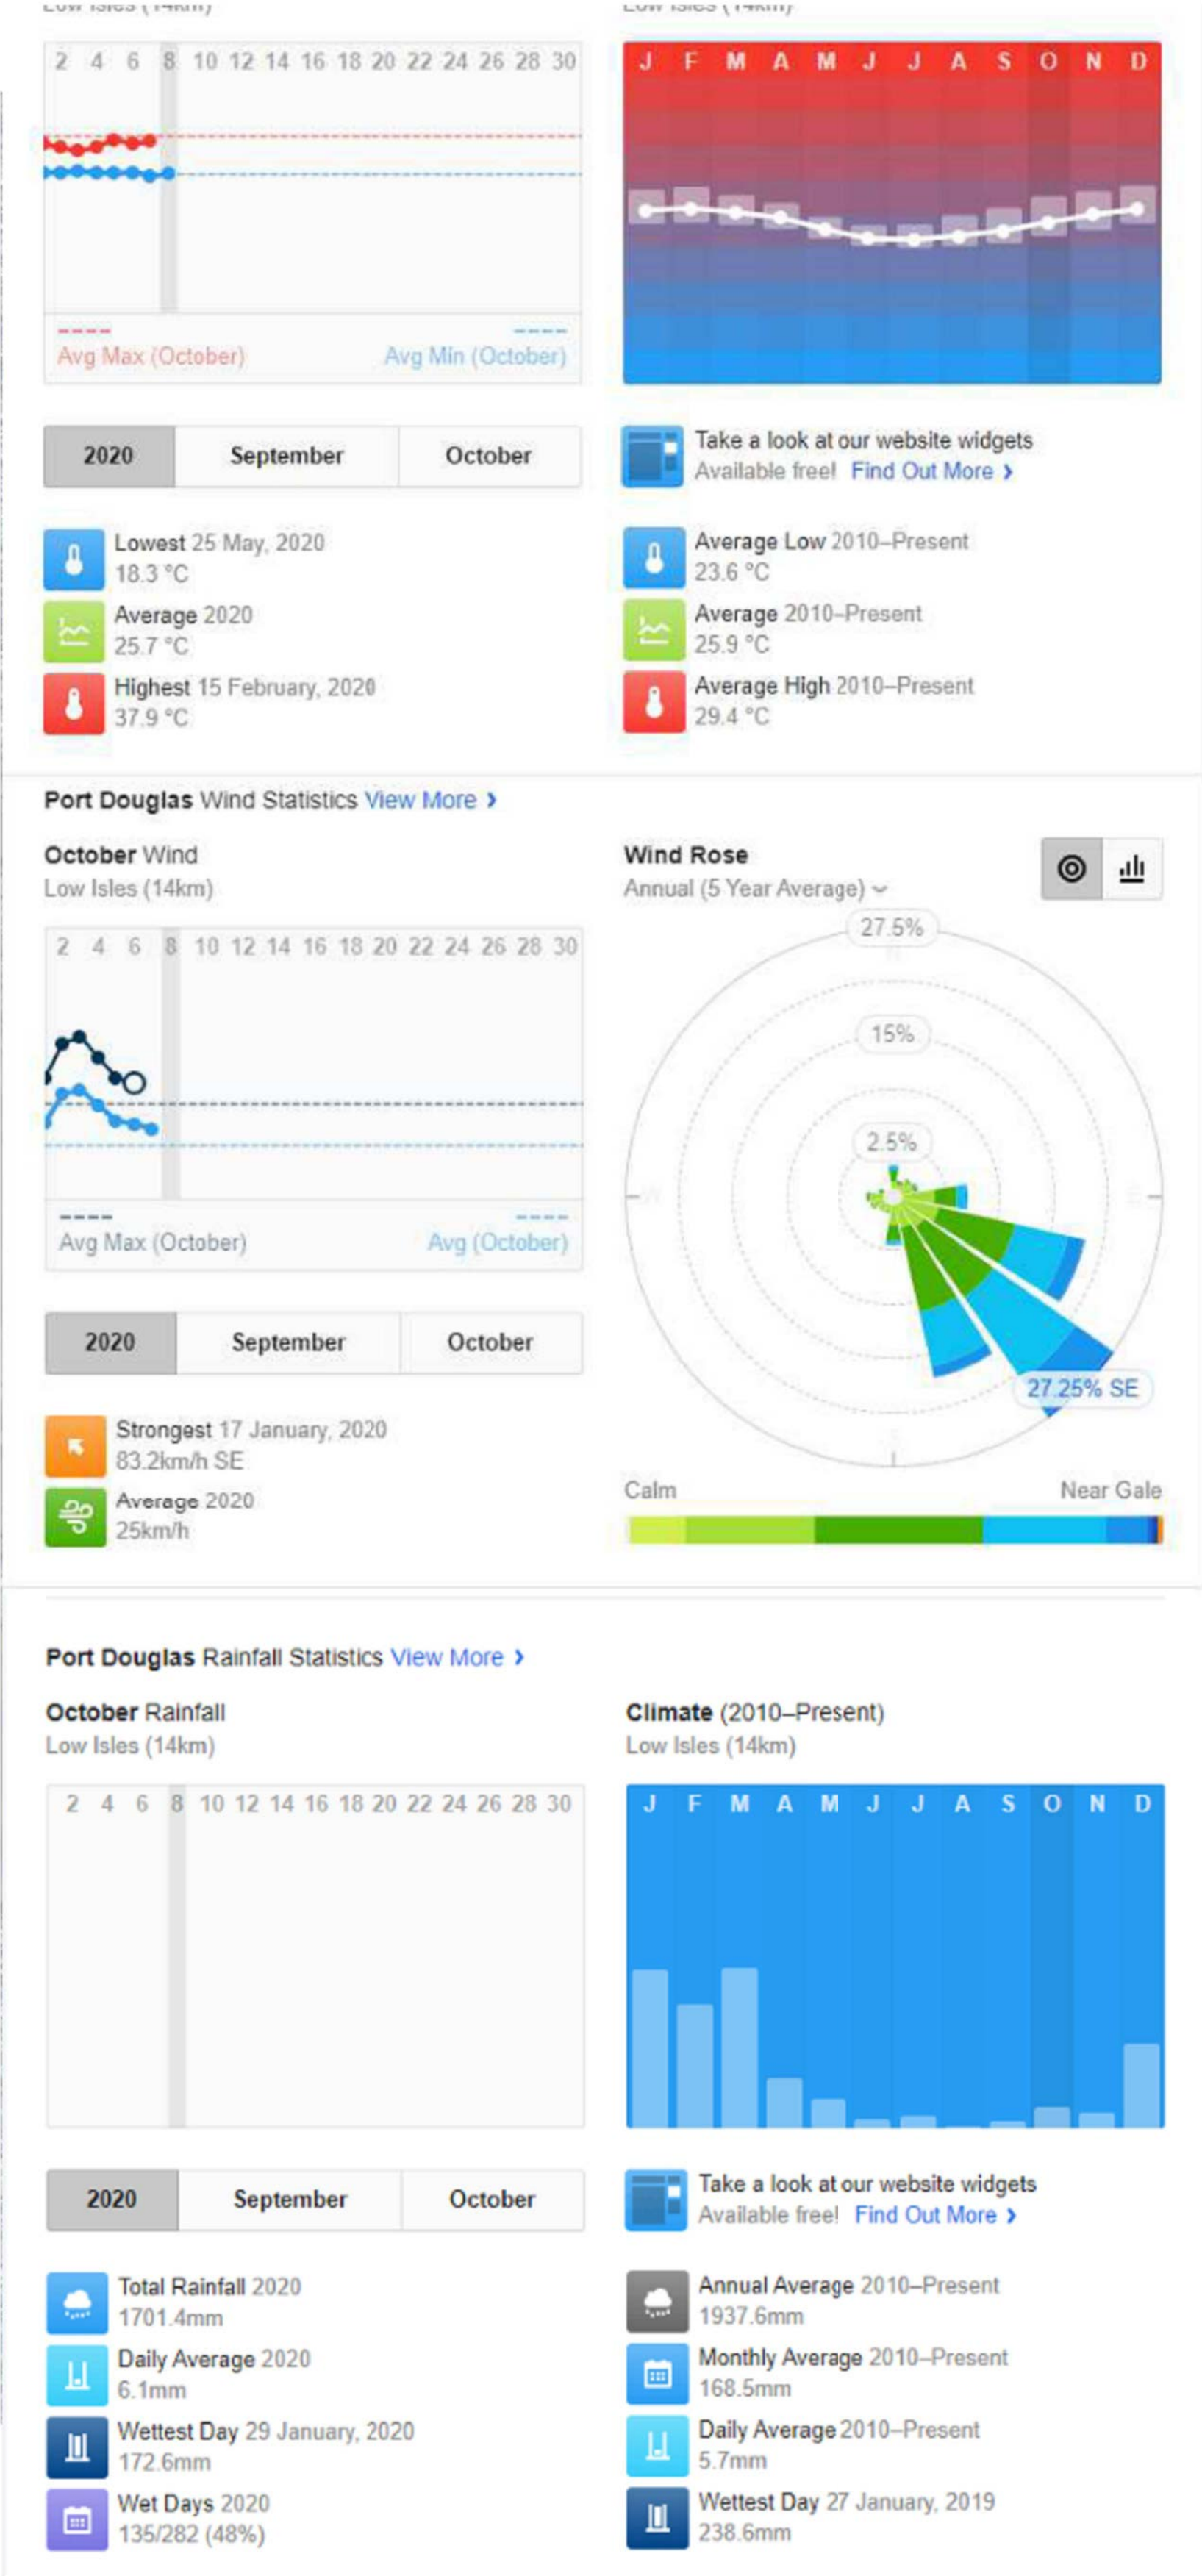 Low Isles (14km)
Low Isles (14km)
2 4 6 8 10 12 14 16 18 20 22 24 26 28 30
J F M A M J J A S O N D
Avg Max (October)
Avg Min (October)
2020 September October
Take a look at our website widgets
Available free! Find Out More ›
Lowest 25 May, 2020
18.3 °C
Average 2020
25.7 °C
Highest 15 February, 2020
37.9 °C
Average Low 2010–Present
23.6 °C
Average 2010–Present
25.9 °C
Average High 2010–Present
29.4 °C
Port Douglas Wind Statistics View More ›
October Wind
Low Isles (14km)
2 4 6 8 10 12 14 16 18 20 22 24 26 28 30
Avg Max (October)
Avg (October)
2020 September October
Strongest 17 January, 2020
83.2km/h SE
Average 2020
25km/h
Wind Rose
Annual (5 Year Average)
27.5%
15%
2.5%
27.25% SE
Calm
Near Gale
Port Douglas Rainfall Statistics View More ›
October Rainfall
Low Isles (14km)
2 4 6 8 10 12 14 16 18 20 22 24 26 28 30
Climate (2010–Present)
Low Isles (14km)
J F M A M J J A S O N D
2020 September October
Take a look at our website widgets
Available free! Find Out More ›
Total Rainfall 2020
1701.4mm
Daily Average 2020
6.1mm
Wettest Day 29 January, 2020
172.6mm
Wet Days 2020
135/282 (48%)
Annual Average 2010–Present
1937.6mm
Monthly Average 2010–Present
168.5mm
Daily Average 2010–Present
5.7mm
Wettest Day 27 January, 2019
238.6mm